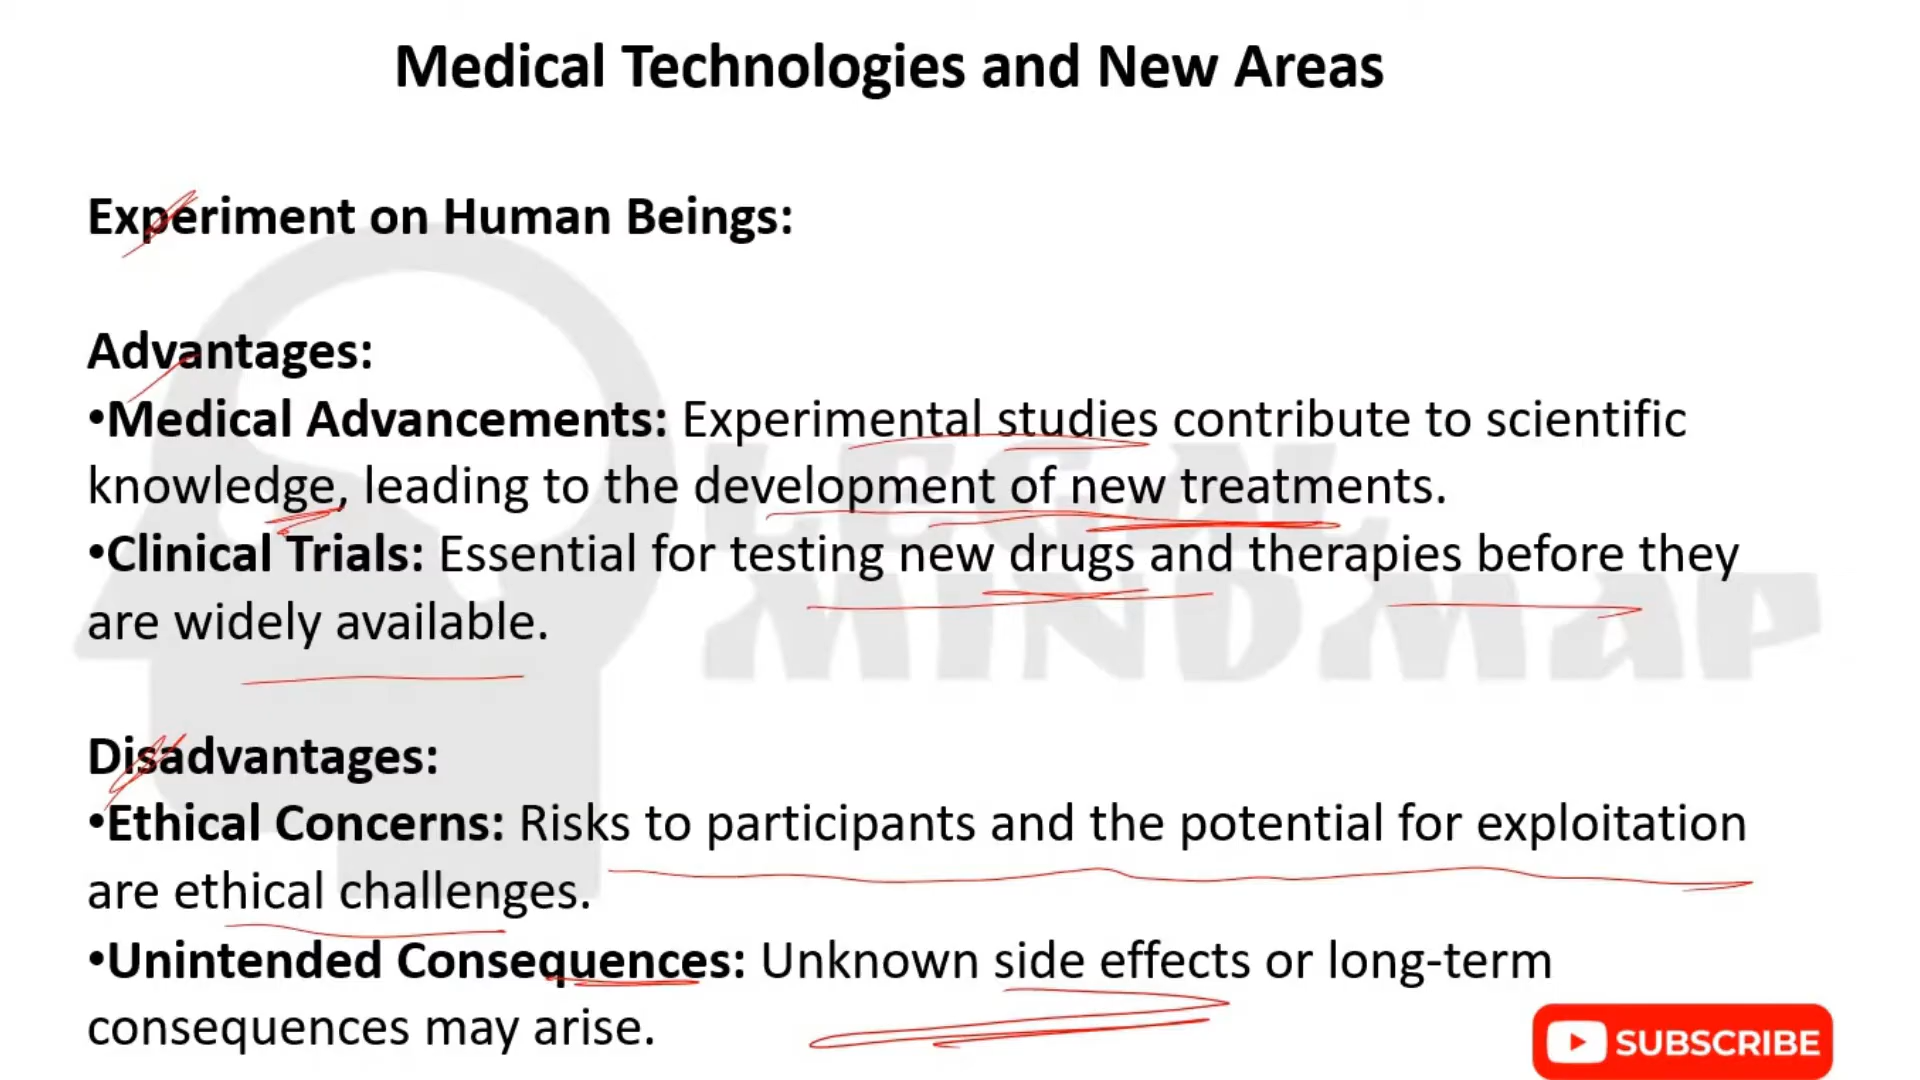 Medical Technologies and New Areas
Experiment on Human Beings:
Advantages:
•Medical Advancements: Experimental studies contribute to scientific
knowledge, leading to the development of new treatments.
•Clinical Trials: Essential for testing new drugs and therapies before they
are widely available.
LEGAL
MINDMAP
Disadvantages:
•Ethical Concerns: Risks to participants and the potential for exploitation
are ethical challenges.
•Unintended Consequences: Unknown side effects or long-term
consequences may arise.
SUBSCRIBE